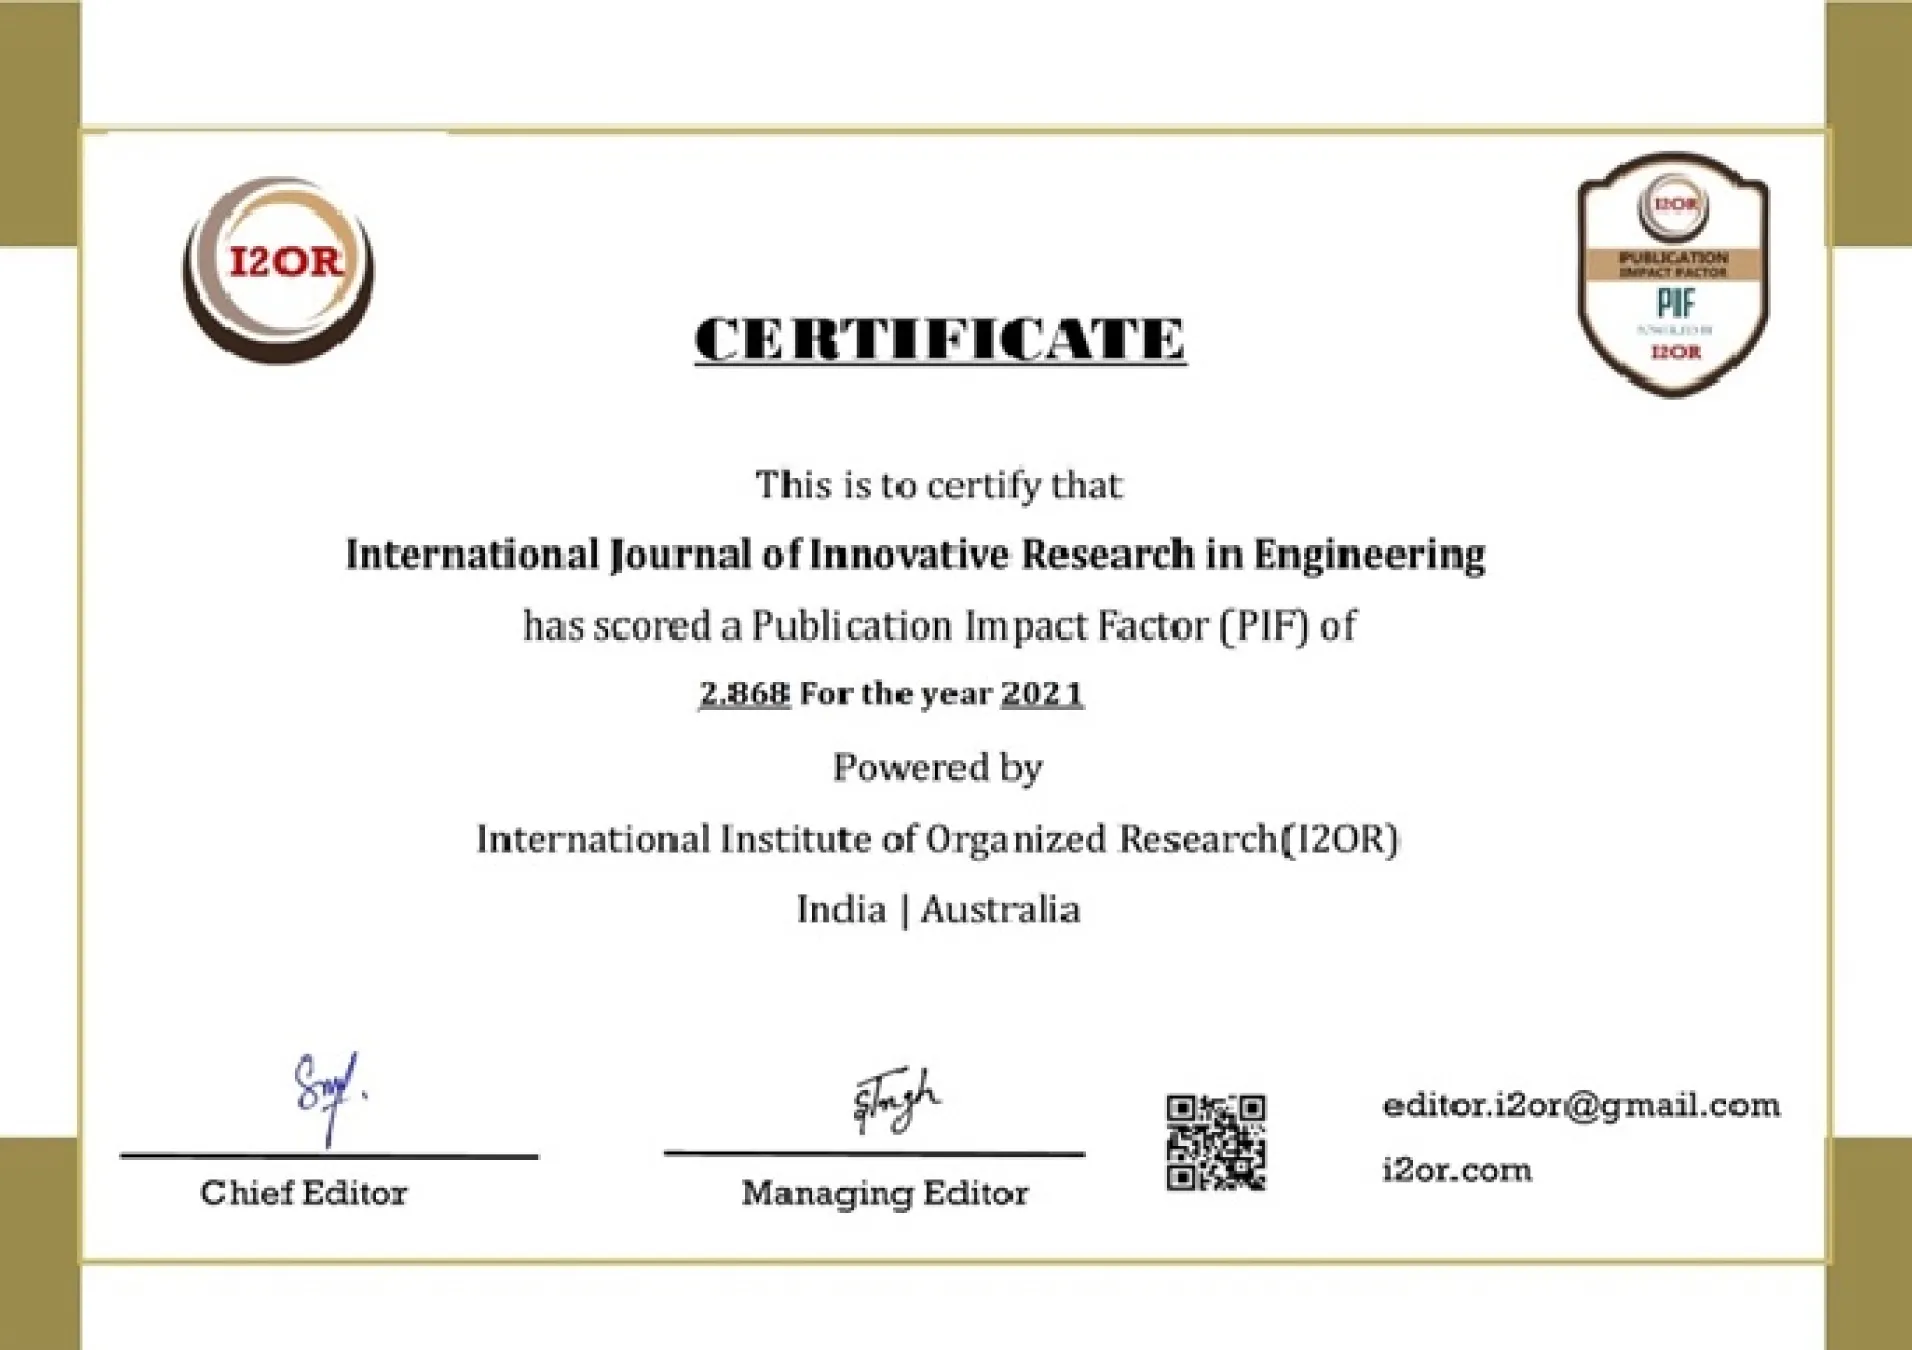 I2OR
I2OR
PUBLICATION
IMPACT FACTOR
PIF
POWERED BY
I2OR
CERTIFICATE
This is to certify that
International Journal of Innovative Research in Engineering
has scored a Publication Impact Factor (PIF) of
2.868 For the year 2021
Powered by
International Institute of Organized Research(I2OR)
India | Australia
Chief Editor
Managing Editor
editor.i2or@gmail.com
i2or.com